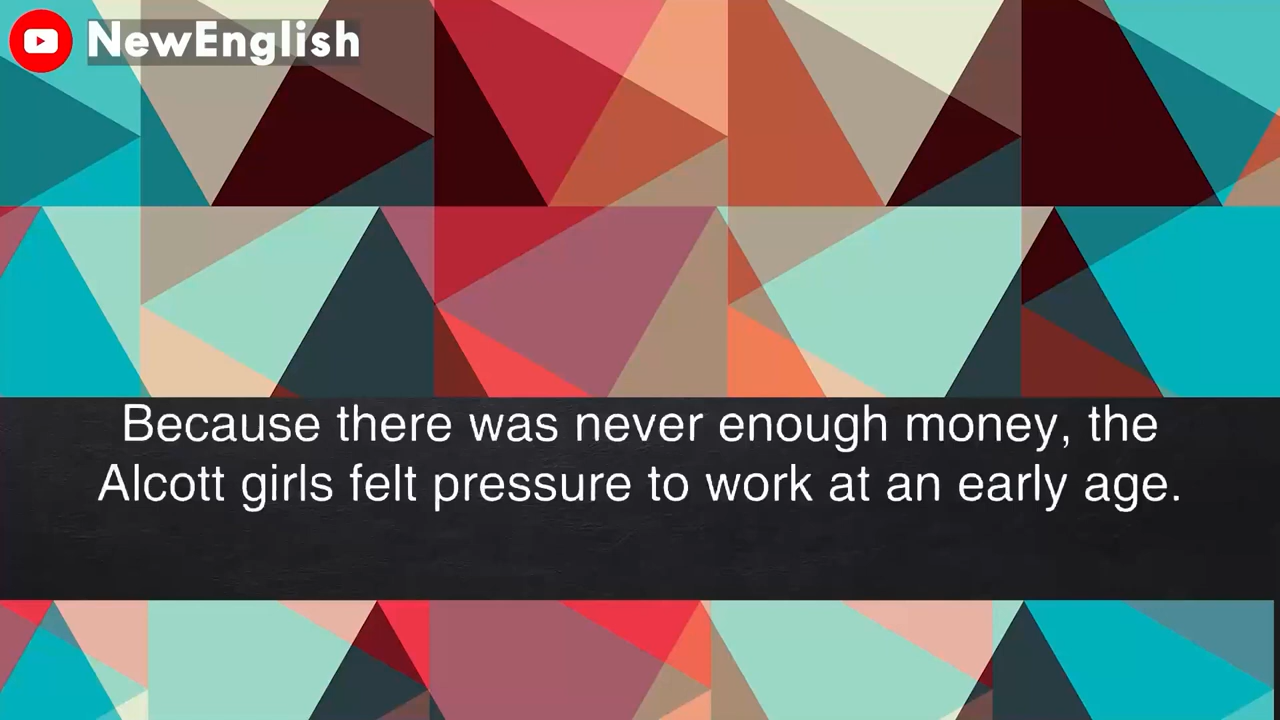 NewEnglish
Because there was never enough money, the
Alcott girls felt pressure to work at an early age.